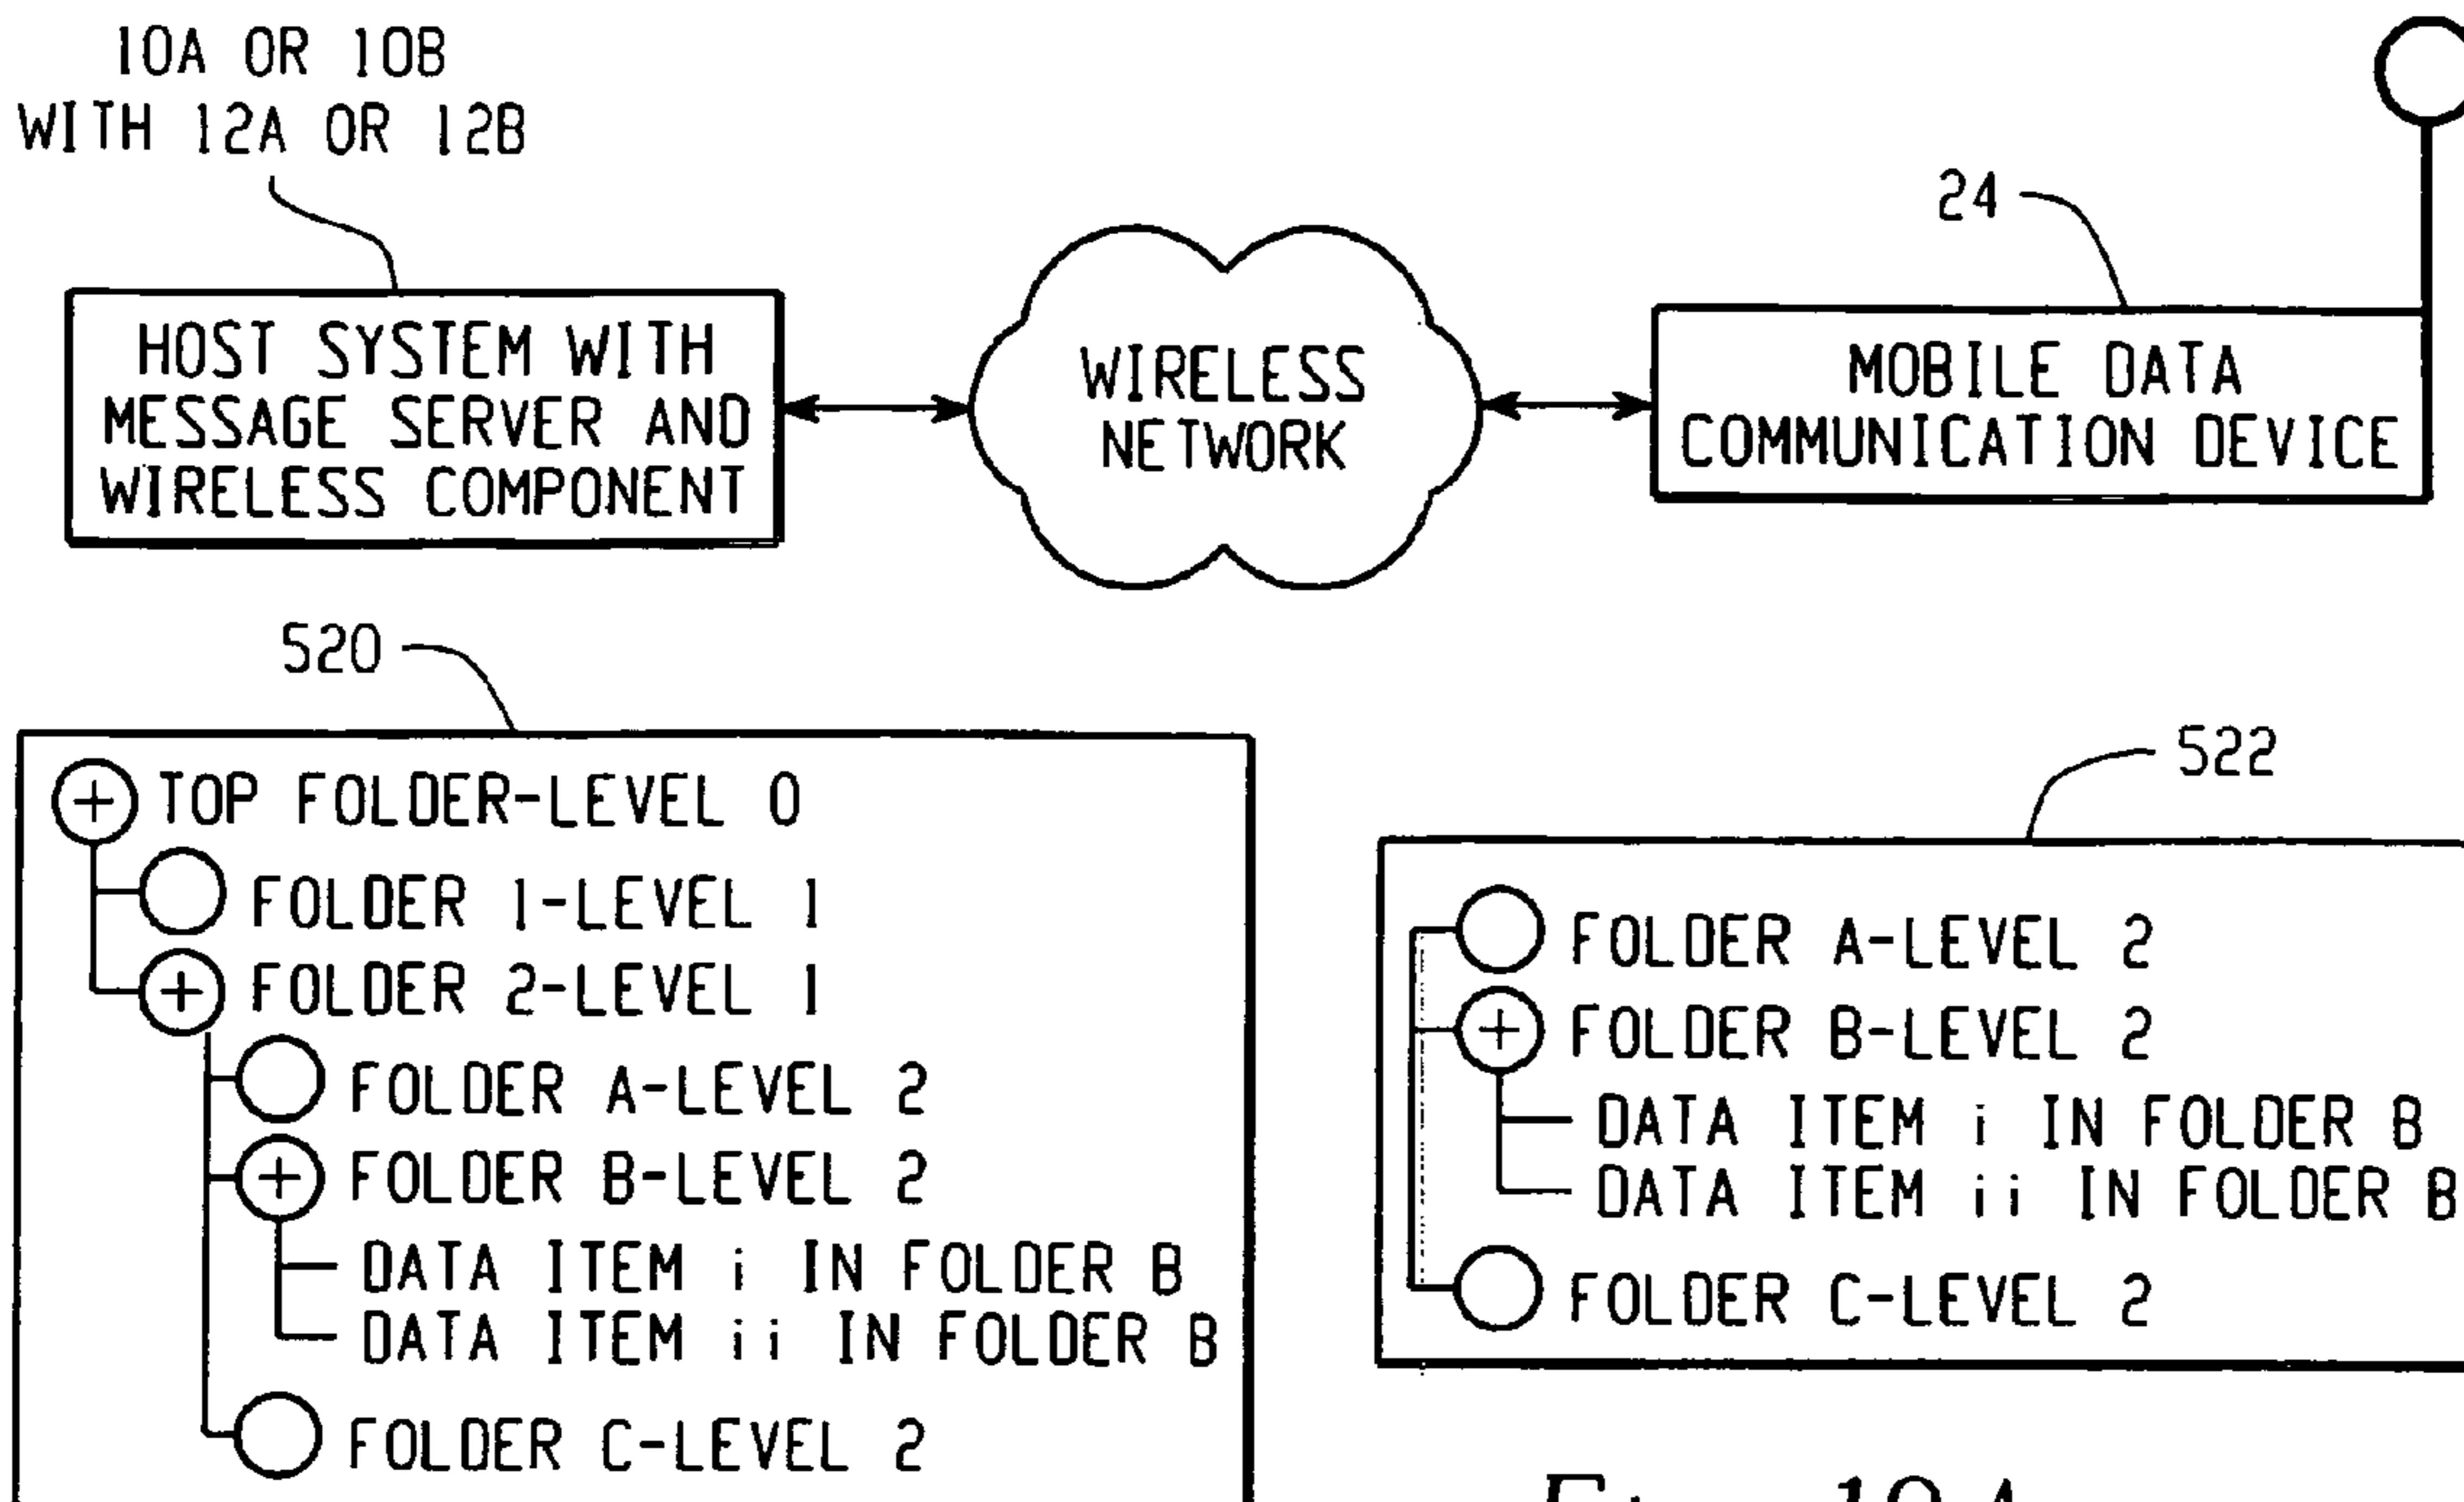 10A OR 10B
WITH 12A OR 12B
HOST SYSTEM WITH
MESSAGE SERVER AND
WIRELESS COMPONENT
WIRELESS
NETWORK
24
MOBILE DATA
COMMUNICATION DEVICE
520
TOP FOLDER-LEVEL 0
FOLDER 1-LEVEL 1
FOLDER 2-LEVEL 1
FOLDER A-LEVEL 2
FOLDER B-LEVEL 2
DATA ITEM i IN FOLDER B
DATA ITEM ii IN FOLDER B
FOLDER C-LEVEL 2
522
FOLDER A-LEVEL 2
FOLDER B-LEVEL 2
DATA ITEM i IN FOLDER B
DATA ITEM ii IN FOLDER B
FOLDER C-LEVEL 2